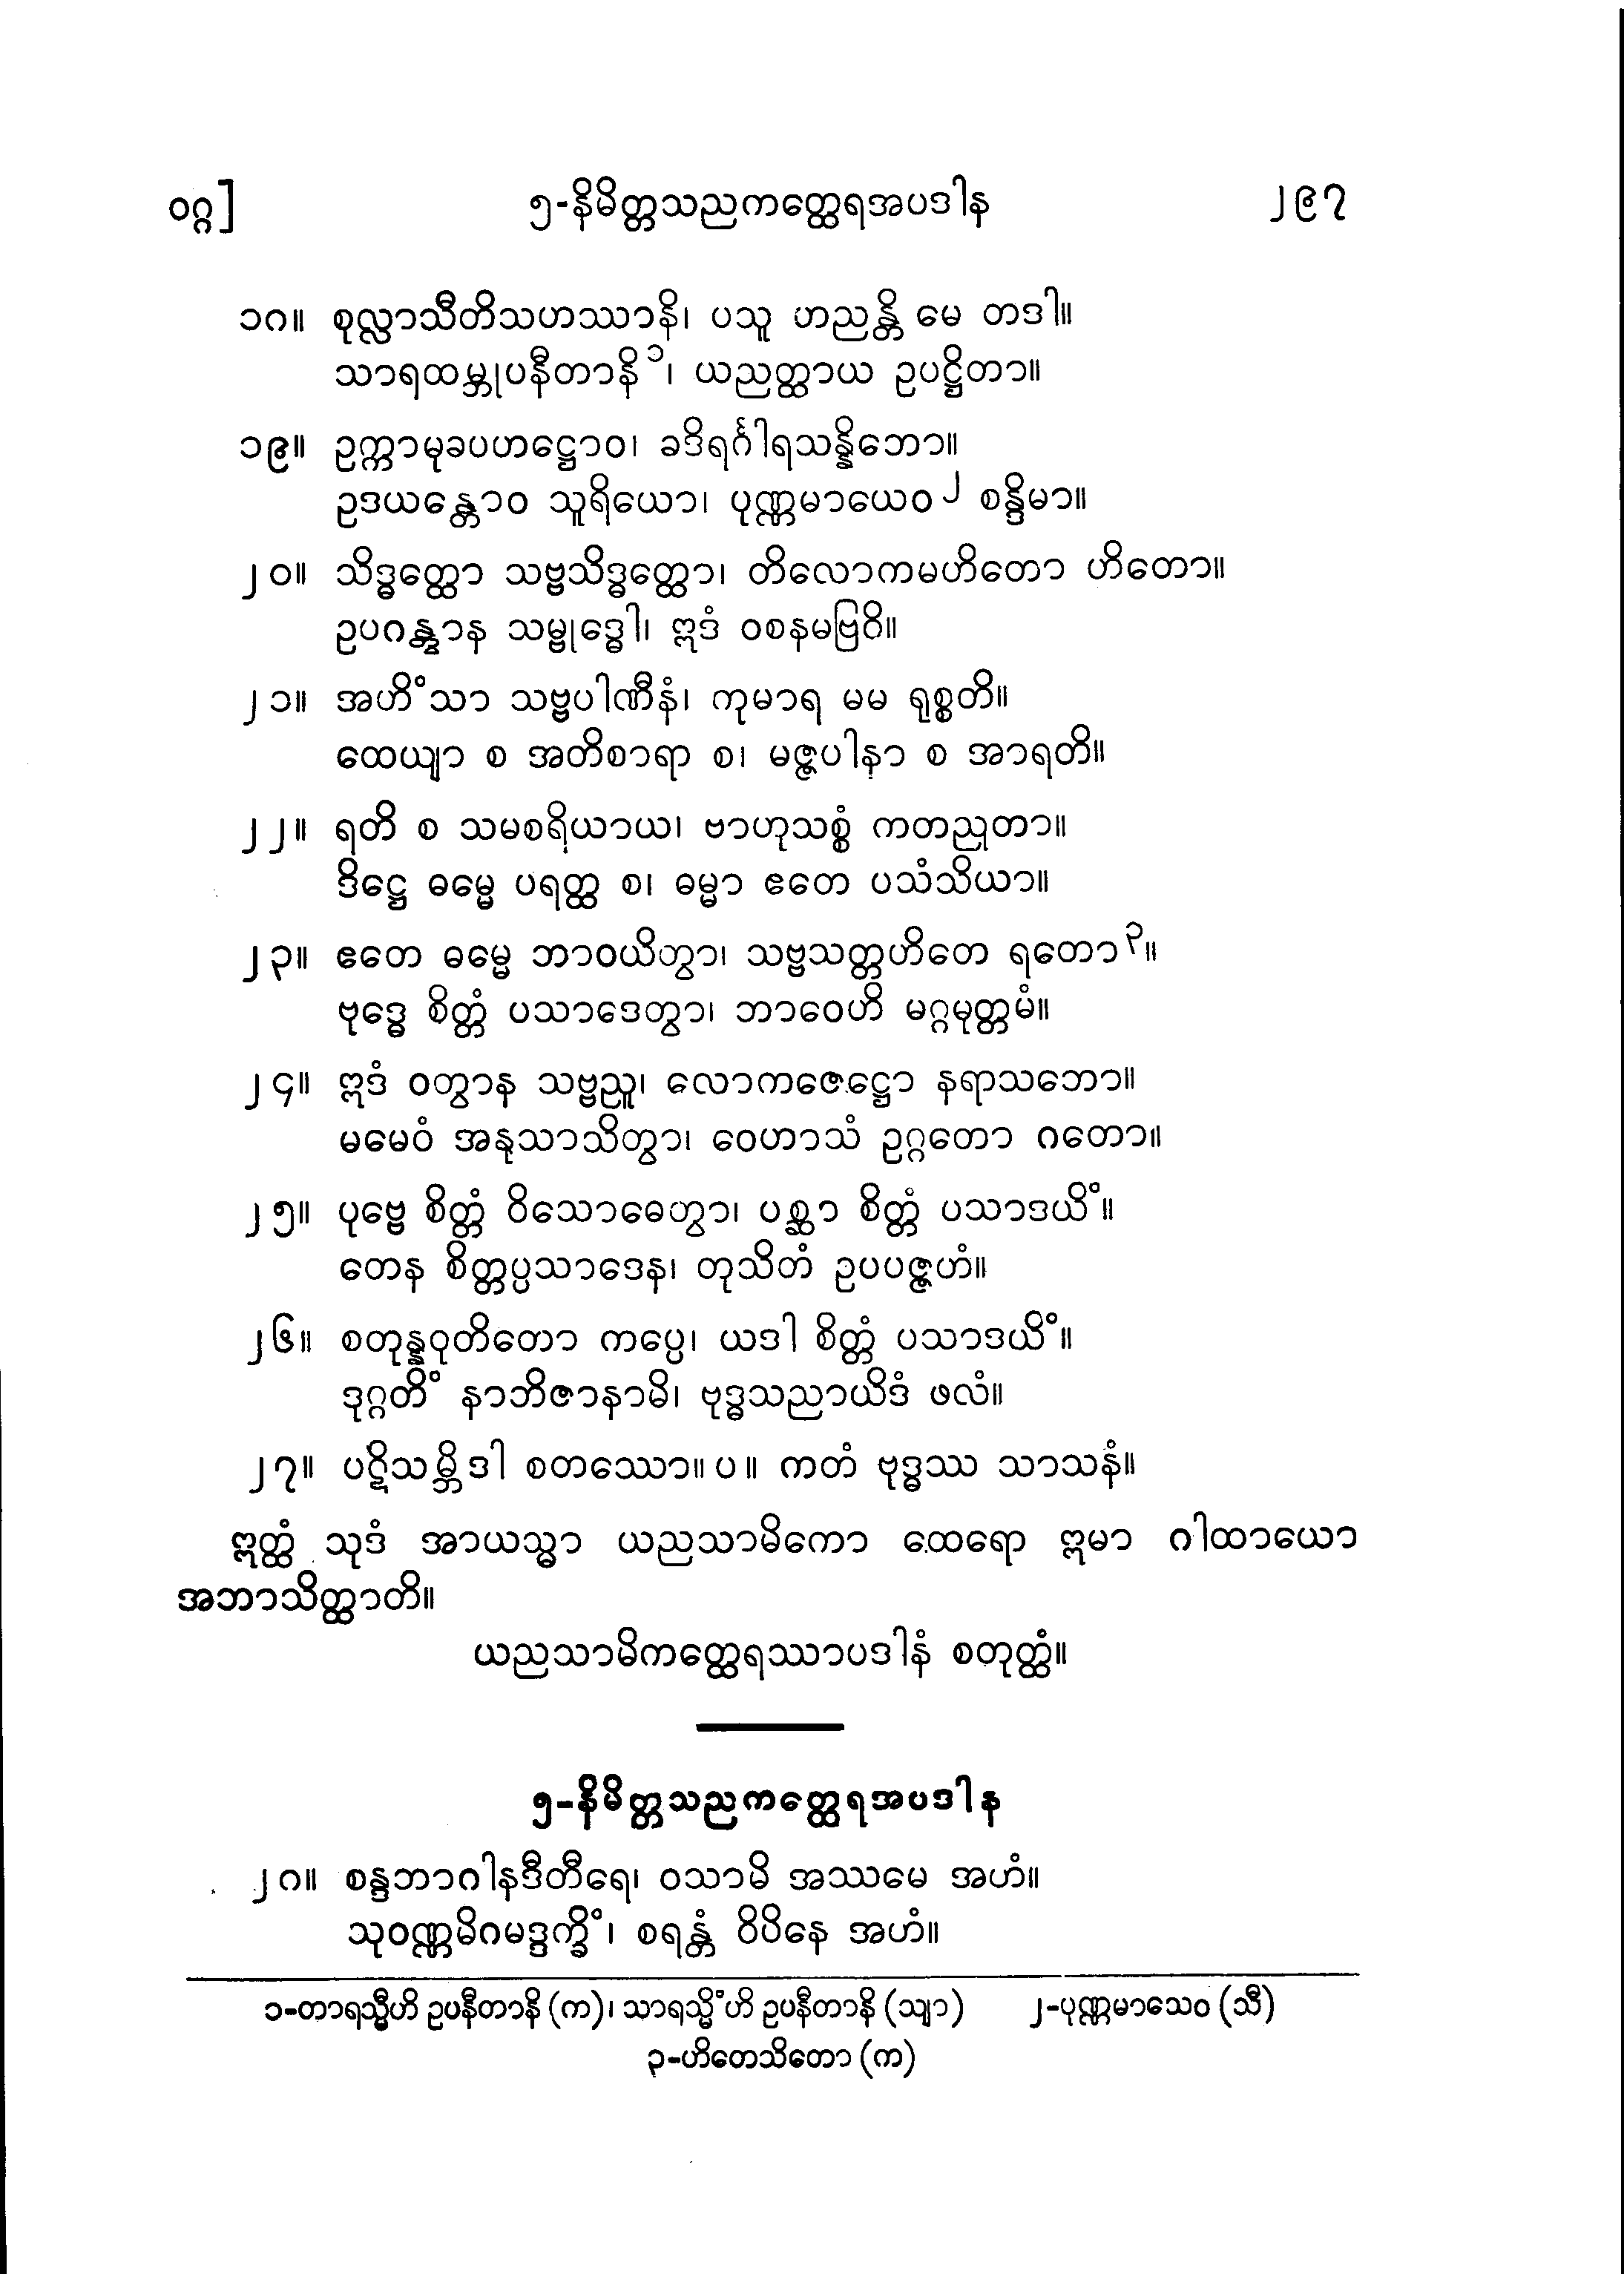 ဝဂ္ဂ]
၅-နိမိတ္တသညကတ္ထေရအပဒါန
၂၉၇
၁၈။ စုလ္လာသီတိသဟဿာနိ၊ ပသူ ဟညန္တိ မေ တဒါ။
သာရထမ္ဘုပနီတာနိ၁၊ ယညတ္ထာယ ဥပဋ္ဌိတာ။
၁၉။ ဥက္ကာမုခပဟဋ္ဌောဝ၊ ခဒိရင်္ဂါရသန္နိဘော။
ဥဒယန္တောဝ သူရိယော၊ ပုဏ္ဏမာယေဝ၂ စန္ဒိမာ။
၂၀။ သိဒ္ဓတ္ထော သဗ္ဗသိဒ္ဓတ္ထော၊ တိလောကမဟိတော ဟိတော။
ဥပဂန္တွာန သမ္ဗုဒ္ဓေါ၊ ဣဒံ ဝစနမဗြဝိ။
၂၁။ အဟိံသာ သဗ္ဗပါဏီနံ၊ ကုမာရ မမ ရုစ္စတိ။
ထေယျာ စ အတိစာရာ စ၊ မဇ္ဇပါနာ စ အာရတိ။
၂၂။ ရတိ စ သမစရိယာယ၊ ဗာဟုသစ္စံ ကတညုတာ။
ဒိဋ္ဌေ ဓမ္မေ ပရတ္ထ စ၊ ဓမ္မာ ဧတေ ပသံသိယာ။
၂၃။ ဧတေ ဓမ္မေ ဘာဝယိတွာ၊ သဗ္ဗသတ္တဟိတေ ရတော၃။
ဗုဒ္ဓေ စိတ္တံ ပသာဒေတွာ၊ ဘာဝေဟိ မဂ္ဂမုတ္တမံ။
၂၄။ ဣဒံ ဝတွာန သဗ္ဗညူ၊ လောကဇေဋ္ဌော နရာသဘော။
မမေဝံ အနုသာသိတွာ၊ ဝေဟာသံ ဥဂ္ဂတော ဂတော။
၂၅။ ပုဗ္ဗေ စိတ္တံ ဝိသောဓေတွာ၊ ပစ္ဆာ စိတ္တံ ပသာဒယိံ။
တေန စိတ္တပ္ပသာဒေန၊ တုသိတံ ဥပပဇ္ဇဟံ။
၂၆။ စတုန္နဝုတိတော ကပ္ပေ၊ ယဒါ စိတ္တံ ပသာဒယိံ။
ဒုဂ္ဂတိံ နာဘိဇာနာမိ၊ ဗုဒ္ဓသညာယိဒံ ဖလံ။
၂၇။ ပဋိသမ္ဘိဒါ စတဿော။ပ။ ကတံ ဗုဒ္ဓဿ သာသနံ။
ဣတ္ထံ သုဒံ အာယသ္မာ ယညသာမိကော ထေရော ဣမာ ဂါထာယော
အဘာသိတ္ထာတိ။
ယညသာမိကတ္ထေရဿာပဒါနံ စတုတ္ထံ။
၅-နိမိတ္တသညကတ္ထေရအပဒါန
၂၈။ စန္ဒဘာဂါနဒီတီရေ၊ ဝသာမိ အဿမေ အဟံ။
သုဝဏ္ဏမိဂမဒ္ဒက္ခိံ၊ စရန္တံ ဝိပိနေ အဟံ။
၁-တာရသ္မီဟိ ဥပနီတာနိ (က)၊ သာရသ္မိံဟိ ဥပနီတာနိ (သျာ) ၂-ပုဏ္ဏမာသေဝ (သီ)
၃-ဟိတေသိတော (က)